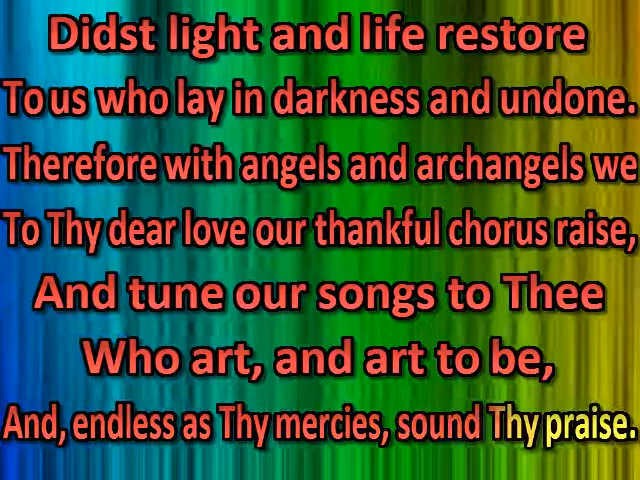 Didst light and life restore
To us who lay in darkness and undone.
Therefore with angels and archangels we
To Thy dear love our thankful chorus raise,
And tune our songs to Thee
Who art, and art to be,
And, endless as Thy mercies, sound Thy praise.